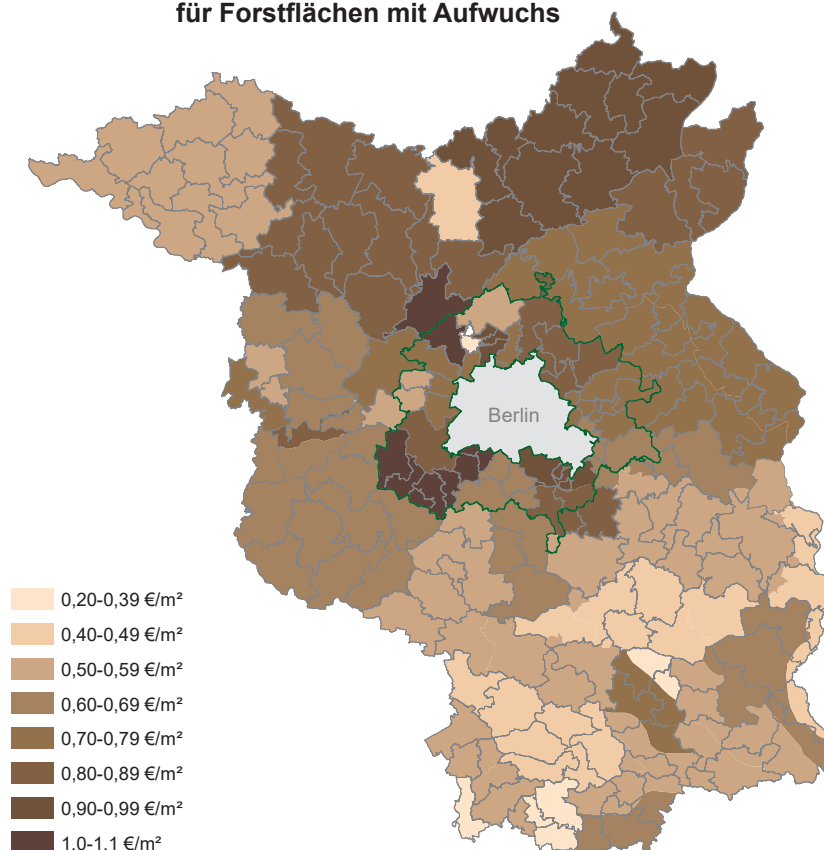 für Forstflächen mit Aufwuchs
Berlin
0,20-0,39 €/m²
0,40-0,49 €/m²
0,50-0,59 €/m²
0,60-0,69 €/m²
0,70-0,79 €/m²
0,80-0,89 €/m²
0,90-0,99 €/m²
1,0-1,1 €/m²